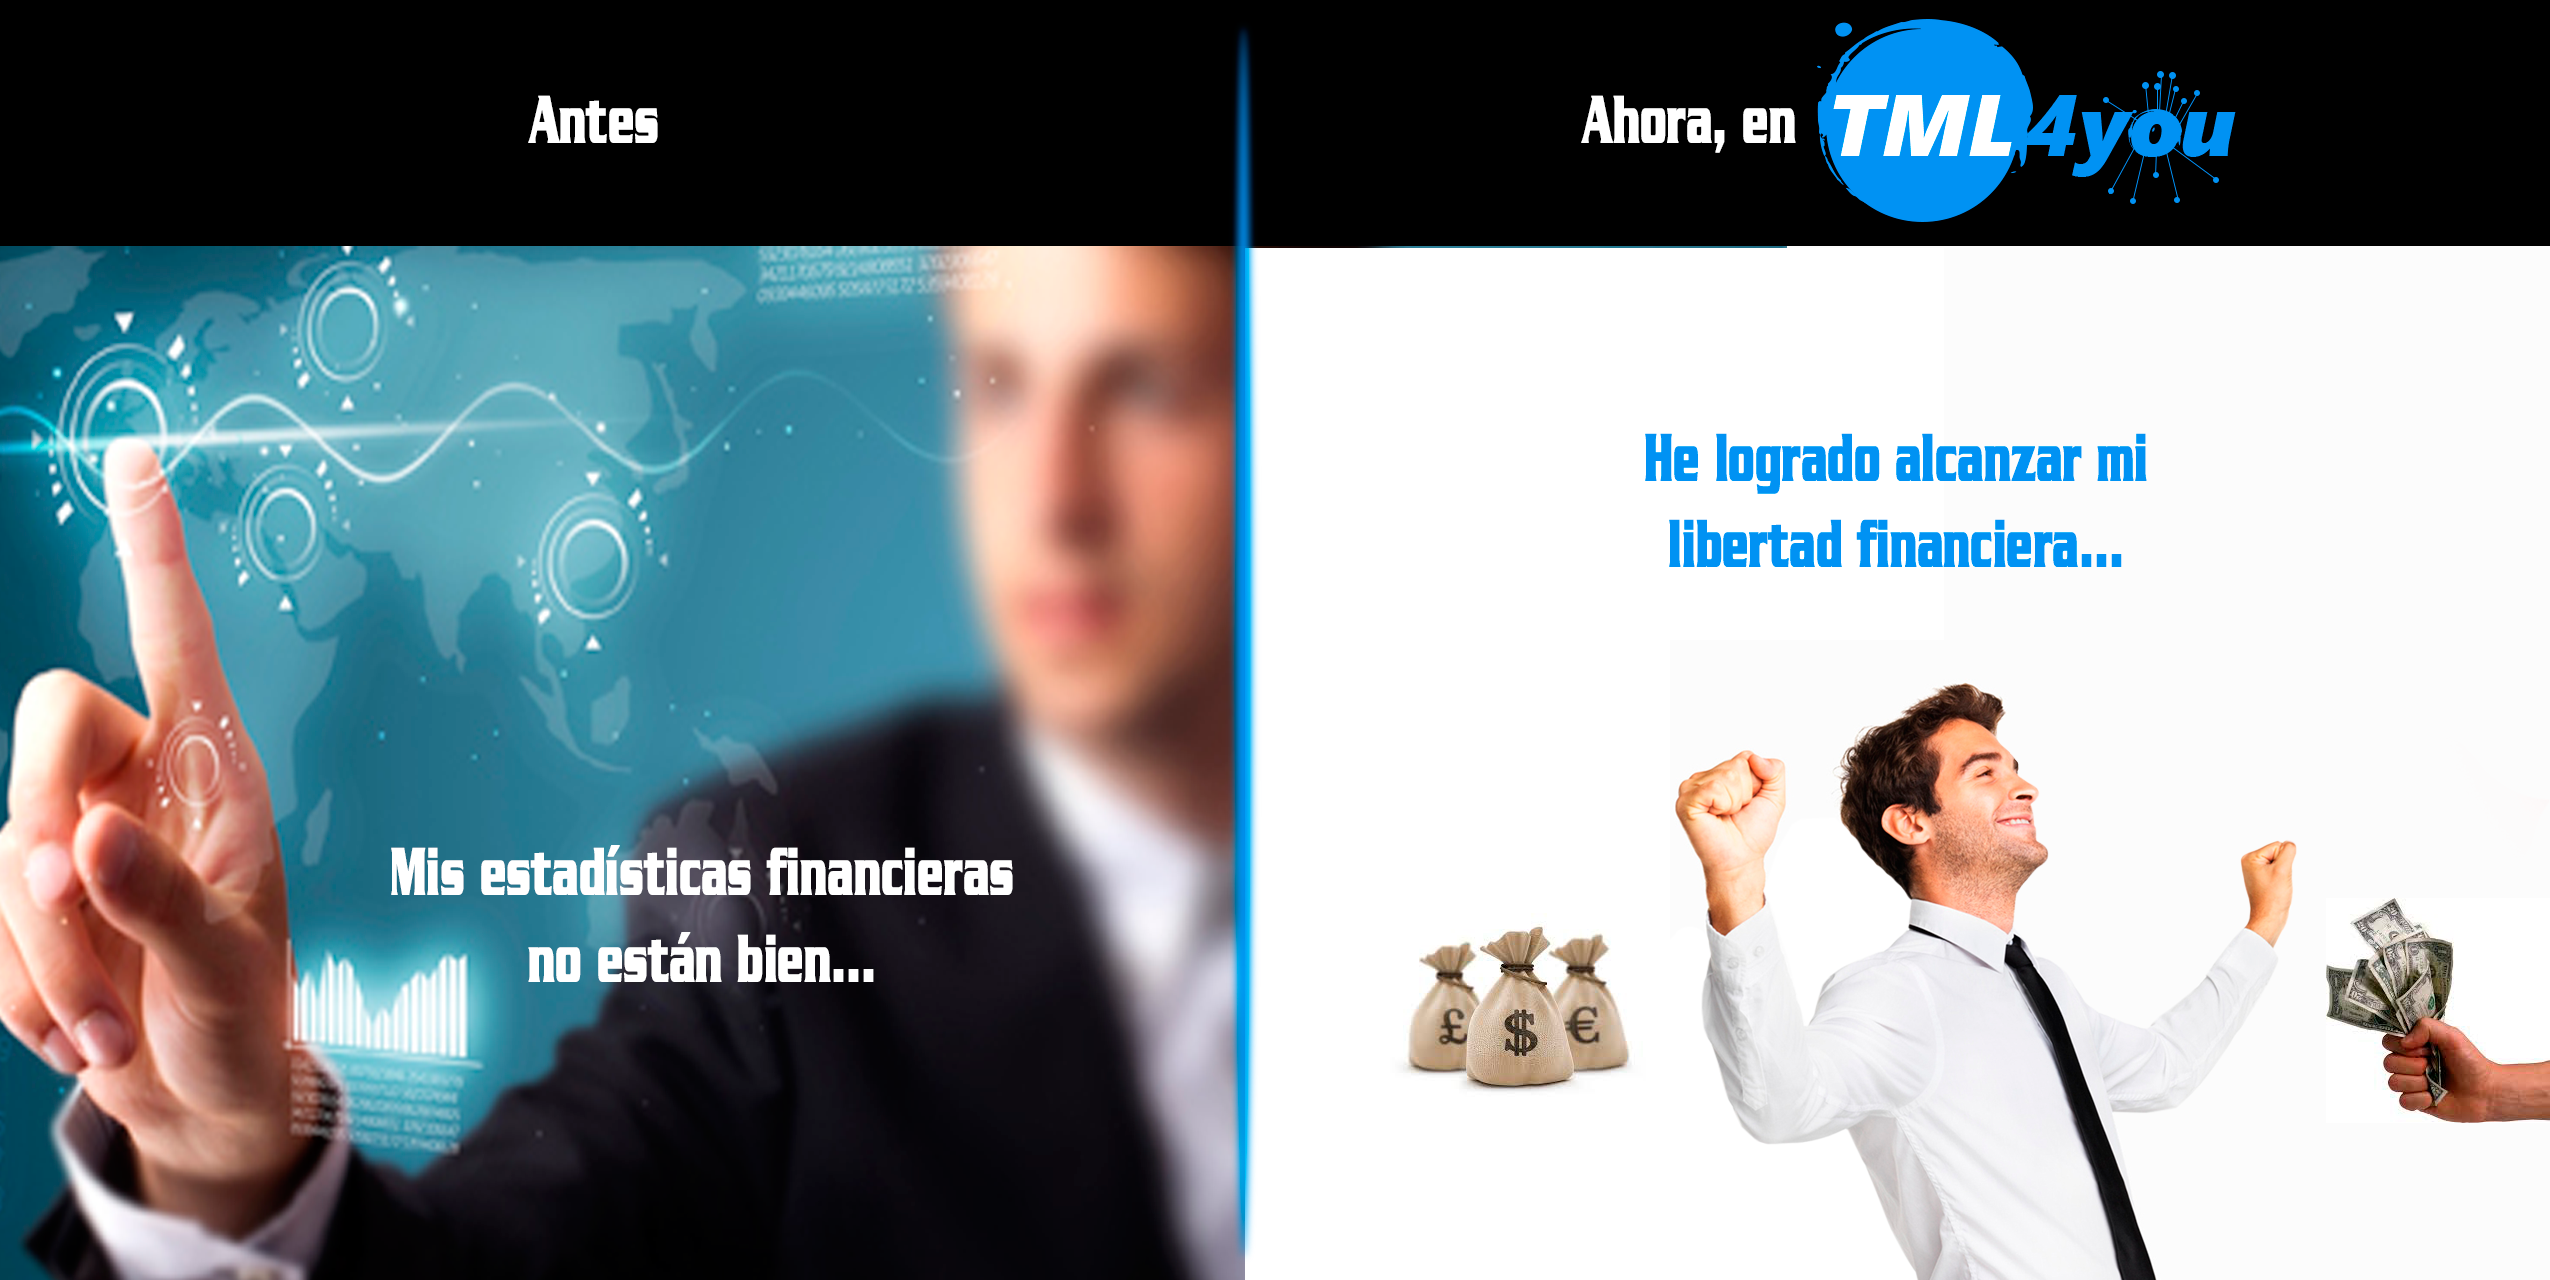 Antes
Ahora, en TML4you
Mis estadísticas financieras
no están bien...
He logrado alcanzar mi
libertad financiera...
£ $ €